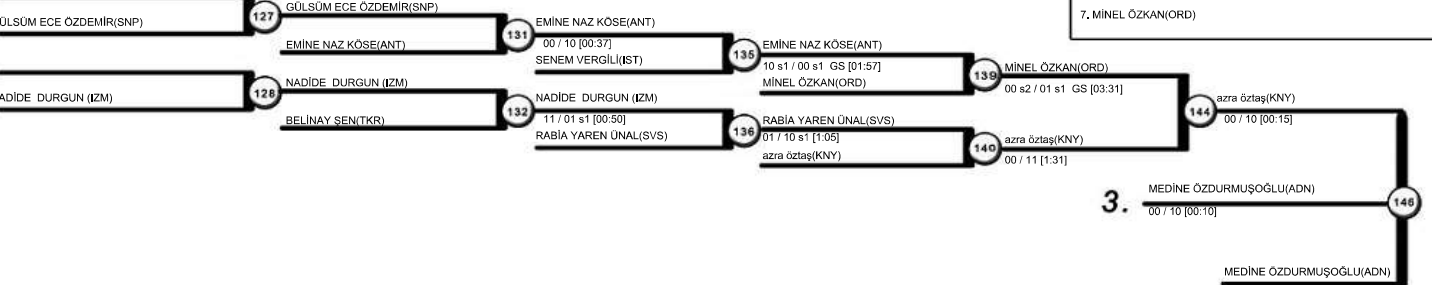 GÜLSÜM ECE ÖZDEMİR(SNP)
127
GÜLSÜM ECE ÖZDEMİR(SNP)
EMİNE NAZ KÖSE(ANT)
131
EMİNE NAZ KÖSE(ANT)
00 / 10 [00:37]
SENEM VERGİLİ(IST)
135
EMİNE NAZ KÖSE(ANT)
10 s1 / 00 s1 GS [01:57]
MİNEL ÖZKAN(ORD)
139
MİNEL ÖZKAN(ORD)
00 s2 / 01 s1 GS [03:31]
7. MİNEL ÖZKAN(ORD)
NADİDE DURGUN (IZM)
128
NADİDE DURGUN (IZM)
BELİNAY ŞEN(TKR)
132
NADİDE DURGUN (IZM)
11 / 01 s1 [00:50]
RABİA YAREN ÜNAL(SVS)
136
RABİA YAREN ÜNAL(SVS)
01 / 10 s1 [1:05]
azra öztaş(KNY)
140
azra öztaş(KNY)
00 / 11 [1:31]
144
azra öztaş(KNY)
00 / 10 [00:15]
3.
MEDİNE ÖZDURMUŞOĞLU(ADN)
00 / 10 [00:10]
146
MEDİNE ÖZDURMUŞOĞLU(ADN)